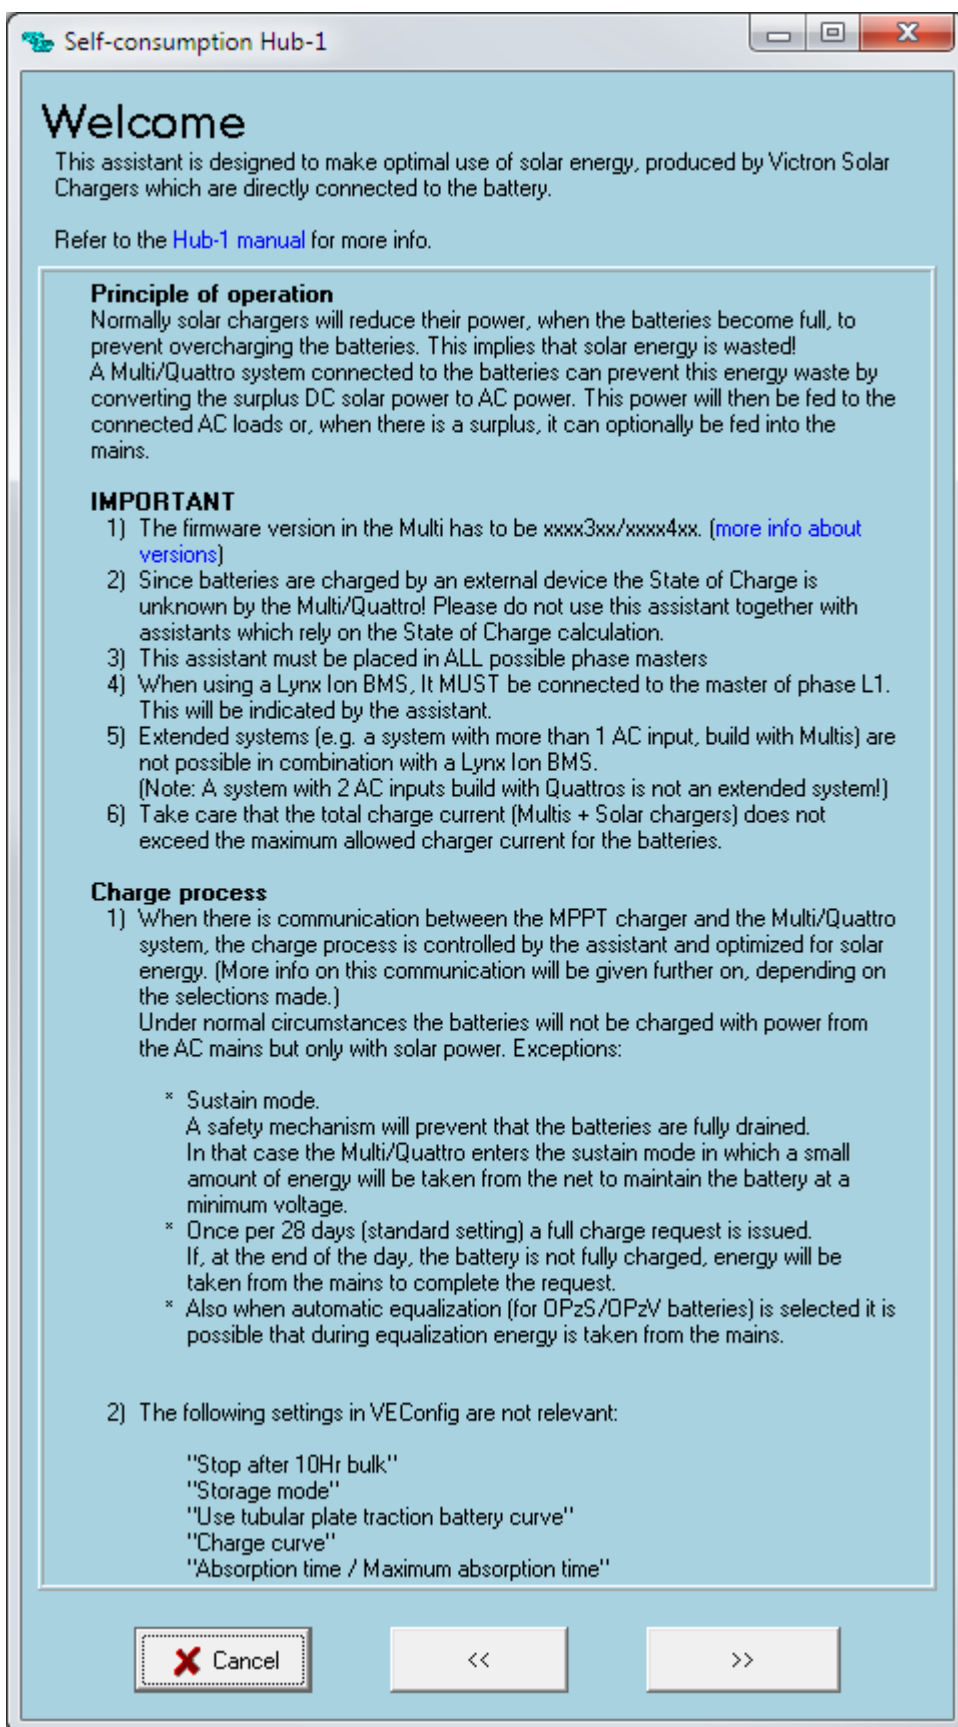 Self-consumption Hub-1
Welcome
This assistant is designed to make optimal use of solar energy, produced by Victron Solar
Chargers which are directly connected to the battery.
Refer to the Hub-1 manual for more info.
Principle of operation
Normally solar chargers will reduce their power, when the batteries become full, to
prevent overcharging the batteries. This implies that solar energy is wasted!
A Multi/Quattro system connected to the batteries can prevent this energy waste by
converting the surplus DC solar power to AC power. This power will then be fed to the
connected AC loads or, when there is a surplus, it can optionally be fed into the
mains.
IMPORTANT
1) The firmware version in the Multi has to be xxxx3xx/xxxx4xx. (more info about
versions)
2) Since batteries are charged by an external device the State of Charge is
unknown by the Multi/Quattro! Please do not use this assistant together with
assistants which rely on the State of Charge calculation.
3) This assistant must be placed in ALL possible phase masters
4) When using a Lynx Ion BMS, It MUST be connected to the master of phase L1.
This will be indicated by the assistant.
5) Extended systems (e.g. a system with more than 1 AC input, build with Multis) are
not possible in combination with a Lynx Ion BMS.
(Note: A system with 2 AC inputs build with Quattros is not an extended system!)
6) Take care that the total charge current (Multis + Solar chargers) does not
exceed the maximum allowed charger current for the batteries.
Charge process
1) When there is communication between the MPPT charger and the Multi/Quattro
system, the charge process is controlled by the assistant and optimized for solar
energy. (More info on this communication will be given further on, depending on
the selections made.)
Under normal circumstances the batteries will not be charged with power from
the AC mains but only with solar power. Exceptions:
* Sustain mode.
A safety mechanism will prevent that the batteries are fully drained.
In that case the Multi/Quattro enters the sustain mode in which a small
amount of energy will be taken from the net to maintain the battery at a
minimum voltage.
* Once per 28 days (standard setting) a full charge request is issued.
If, at the end of the day, the battery is not fully charged, energy will be
taken from the mains to complete the request.
* Also when automatic equalization (for OPzS/OPzV batteries) is selected it is
possible that during equalization energy is taken from the mains.
2) The following settings in VEConfig are not relevant:
"Stop after 10Hr bulk"
"Storage mode"
"Use tubular plate traction battery curve"
"Charge curve"
"Absorption time / Maximum absorption time"
Cancel
<<
>>